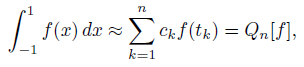 ∫_{-1}^{1} f(x) dx ≈ ∑_{k=1}^{n} c_k f(t_k) = Q_n[f],